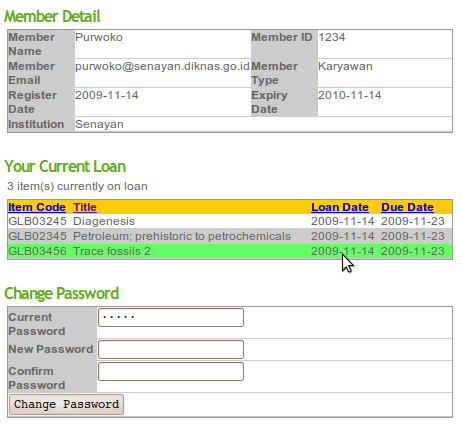 Member Detail
Member Name Purwoko Member ID 1234
Member Email purwoko@senayan.diknas.go.id Member Type Karyawan
Register Date 2009-11-14 Expiry Date 2010-11-14
Institution Senayan
Your Current Loan
3 item(s) currently on loan
Item Code Title Loan Date Due Date
GLB03245 Diagenesis 2009-11-14 2009-11-23
GLB02345 Petroleum; prehistoric to petrochemicals 2009-11-14 2009-11-23
GLB03456 Trace fossils 2 2009-11-14 2009-11-23
Change Password
Current Password •••••
New Password
Confirm Password
Change Password